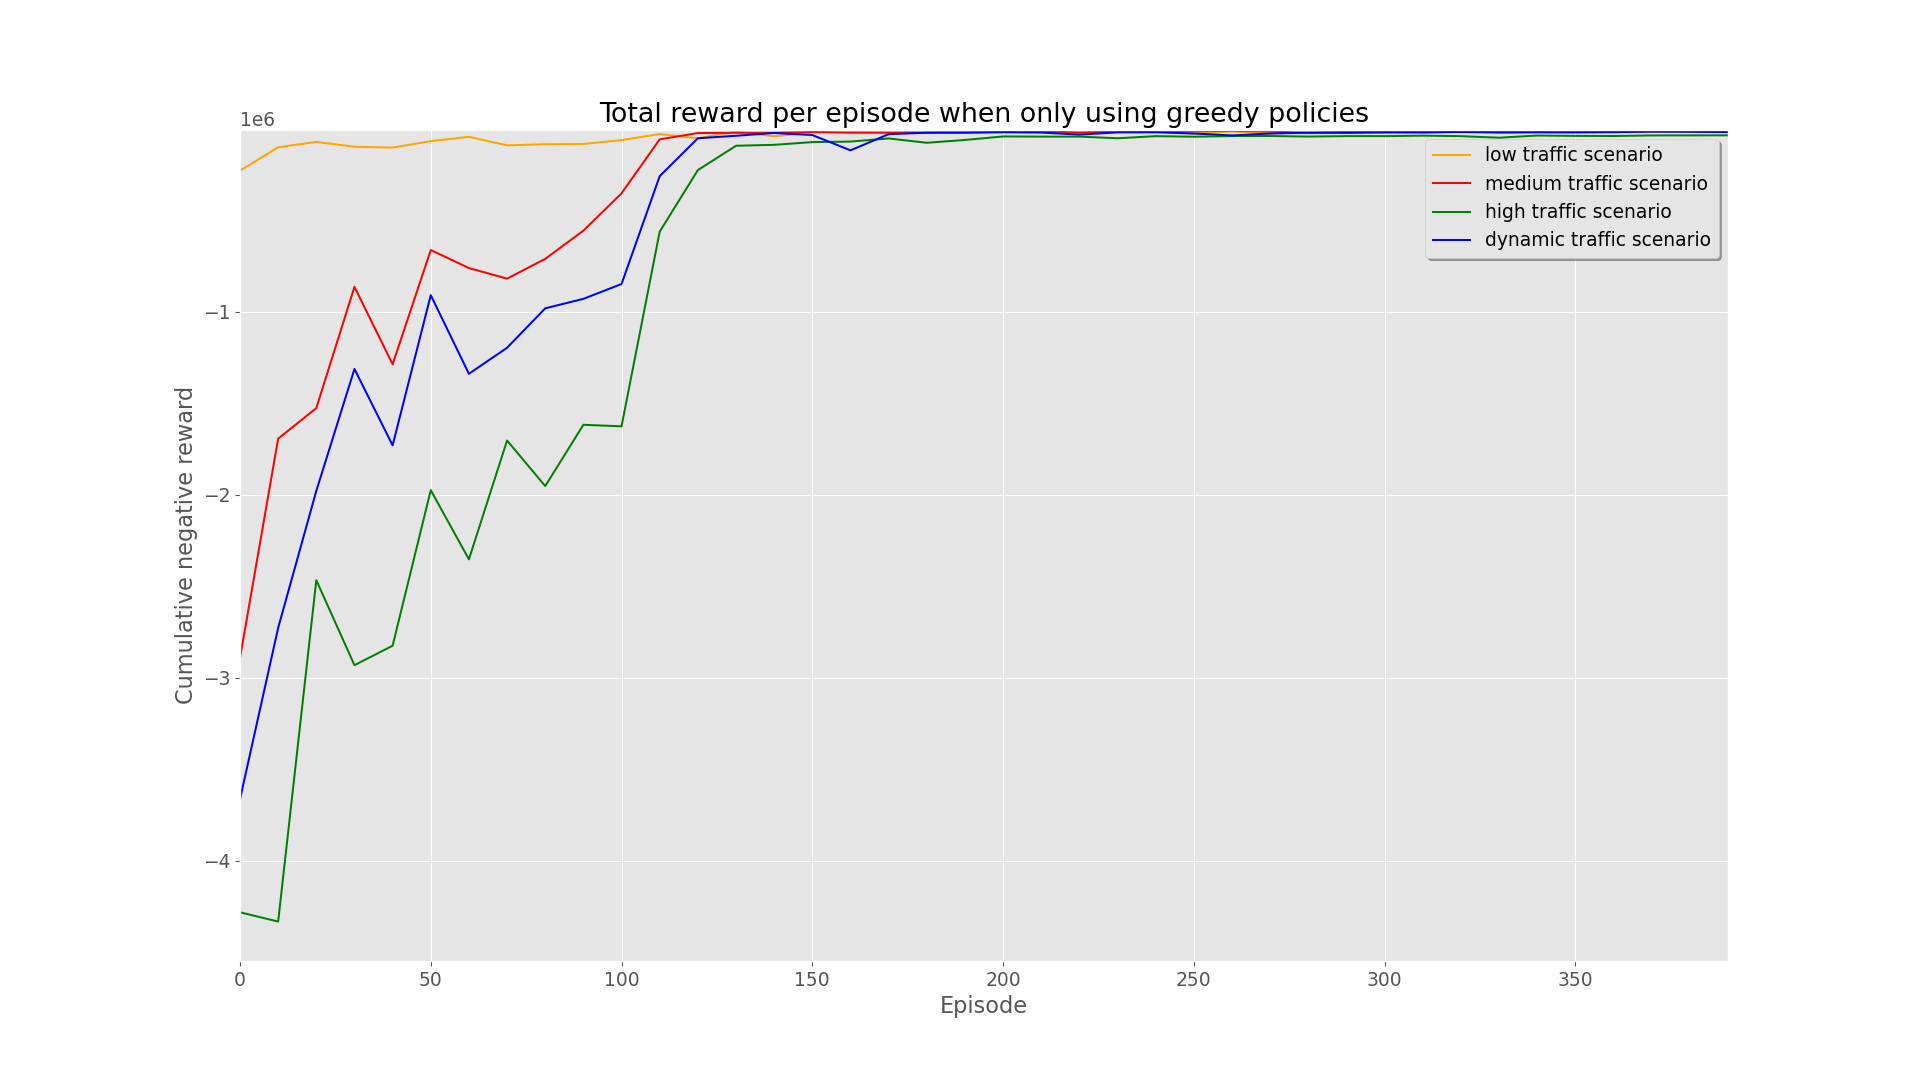 Total reward per episode when only using greedy policies
1e6
low traffic scenario
medium traffic scenario
high traffic scenario
dynamic traffic scenario
−1
−2
−3
−4
Cumulative negative reward
0 50 100 150 200 250 300 350
Episode